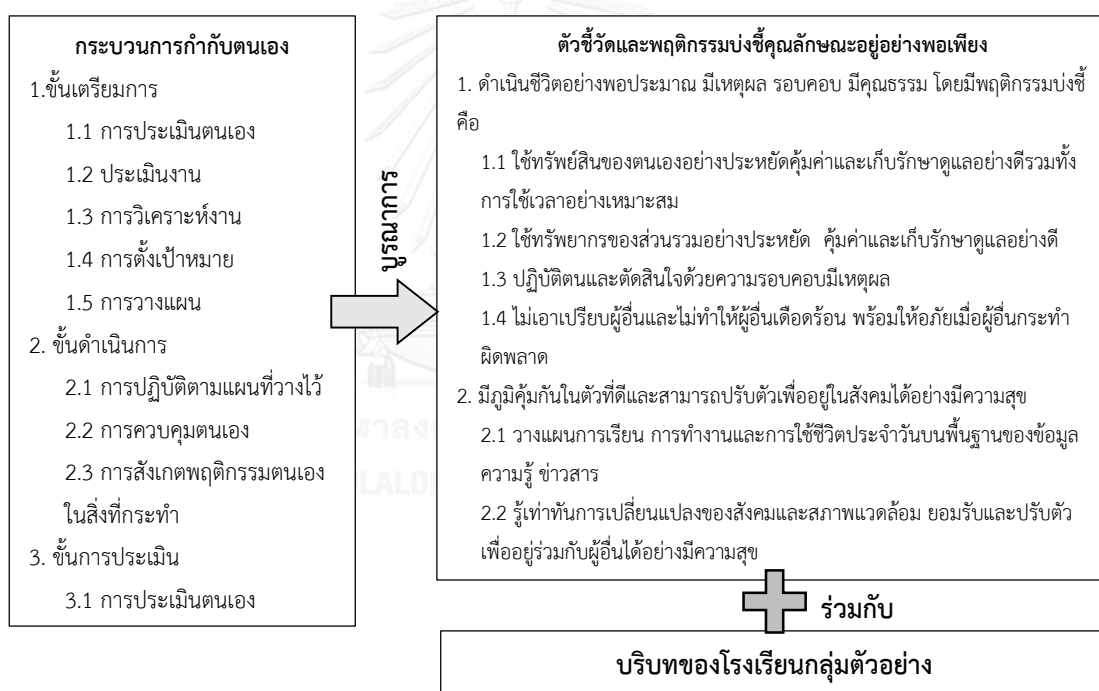 กระบวนการกำกับตนเอง
1.ขั้นเตรียมการ
1.1 การประเมินตนเอง
1.2 ประเมินงาน
1.3 การวิเคราะห์งาน
1.4 การตั้งเป้าหมาย
1.5 การวางแผน
2. ขั้นดำเนินการ
2.1 การปฏิบัติตามแผนที่วางไว้
2.2 การควบคุมตนเอง
2.3 การสังเกตพฤติกรรมตนเอง
ในสิ่งที่กระทำ
3. ขั้นการประเมิน
3.1 การประเมินตนเอง
บูรณาการ
ตัวชี้วัดและพฤติกรรมบ่งชี้คุณลักษณะอยู่อย่างพอเพียง
1. ดำเนินชีวิตอย่างพอประมาณ มีเหตุผล รอบคอบ มีคุณธรรม โดยมีพฤติกรรมบ่งชี้
คือ
1.1 ใช้ทรัพย์สินของตนเองอย่างประหยัดคุ้มค่าและเก็บรักษาดูแลอย่างดีรวมทั้ง
การใช้เวลาอย่างเหมาะสม
1.2 ใช้ทรัพยากรของส่วนรวมอย่างประหยัด คุ้มค่าและเก็บรักษาดูแลอย่างดี
1.3 ปฏิบัติตนและตัดสินใจด้วยความรอบคอบมีเหตุผล
1.4 ไม่เอาเปรียบผู้อื่นและไม่ทำให้ผู้อื่นเดือดร้อน พร้อมให้อภัยเมื่อผู้อื่นกระทำ
ผิดพลาด
2. มีภูมิคุ้มกันในตัวที่ดีและสามารถปรับตัวเพื่ออยู่ในสังคมได้อย่างมีความสุข
2.1 วางแผนการเรียน การทำงานและการใช้ชีวิตประจำวันบนพื้นฐานของข้อมูล
ความรู้ ข่าวสาร
2.2 รู้เท่าทันการเปลี่ยนแปลงของสังคมและสภาพแวดล้อม ยอมรับและปรับตัว
เพื่ออยู่ร่วมกับผู้อื่นได้อย่างมีความสุข
ร่วมกับ
บริบทของโรงเรียนกลุ่มตัวอย่าง